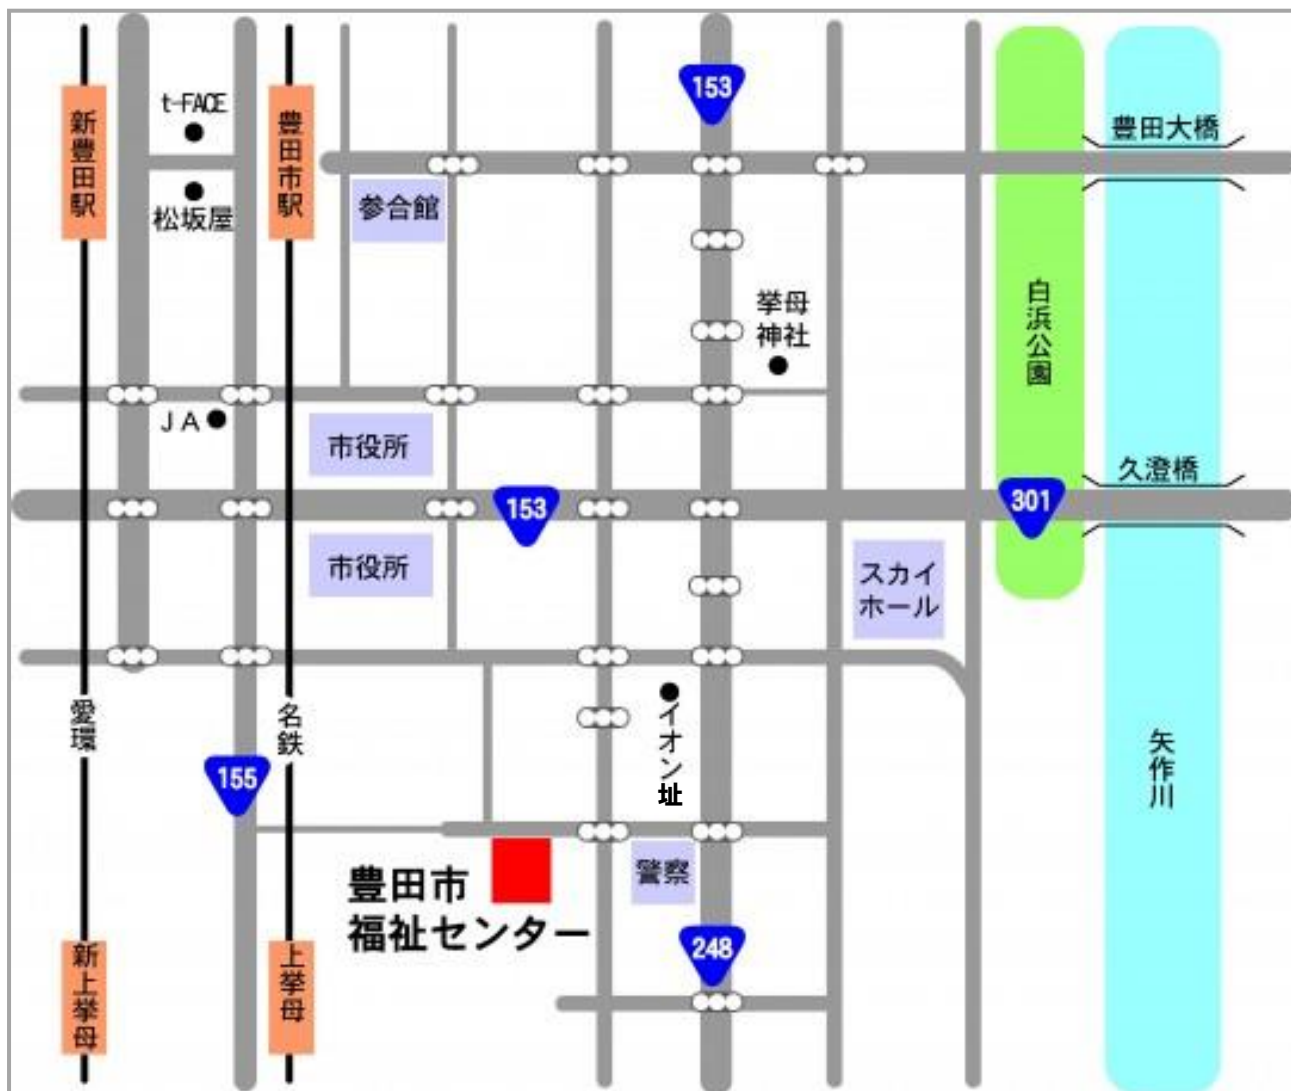 153
t-FACE
新豊田駅
豊田市駅
豊田大橋
松坂屋
参合館
挙母
神社
白浜公園
JA
市役所
久澄橋
153
301
市役所
スカイ
ホール
愛環
名鉄
イオン址
矢作川
155
警察
豊田市
福祉センター
248
新上挙母
上挙母